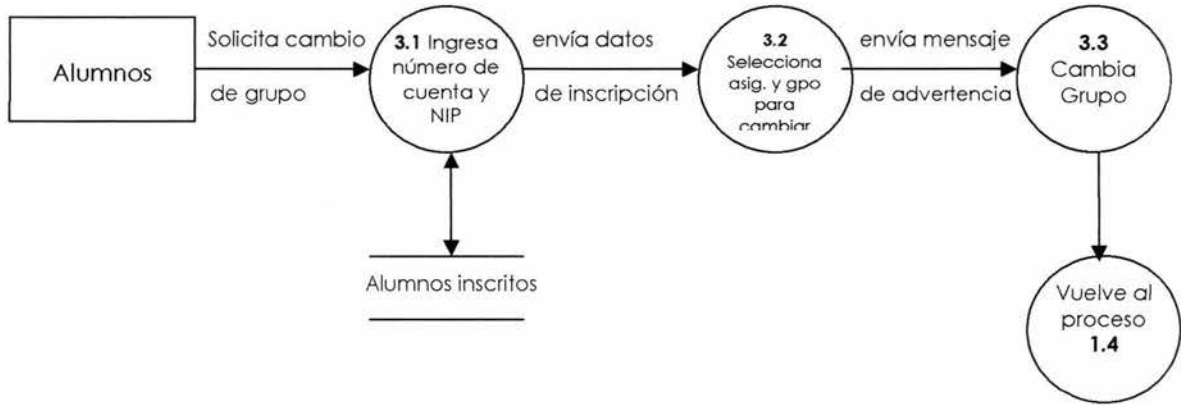 Alumnos
Solicita cambio
de grupo
3.1 Ingresa
número de
cuenta y
NIP
envía datos
de inscripción
3.2
Selecciona
asig. y gpo
para
cambiar
envía mensaje
de advertencia
3.3
Cambia
Grupo
Alumnos inscritos
Vuelve al
proceso
1.4